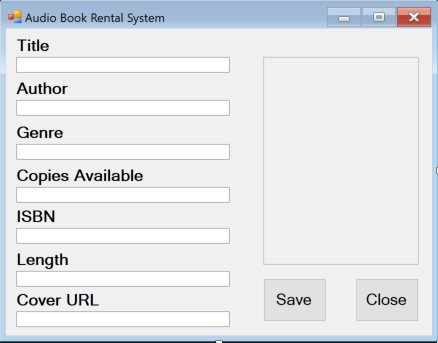 Audio Book Rental System
Title
Author
Genre
Copies Available
ISBN
Length
Cover URL
Save
Close